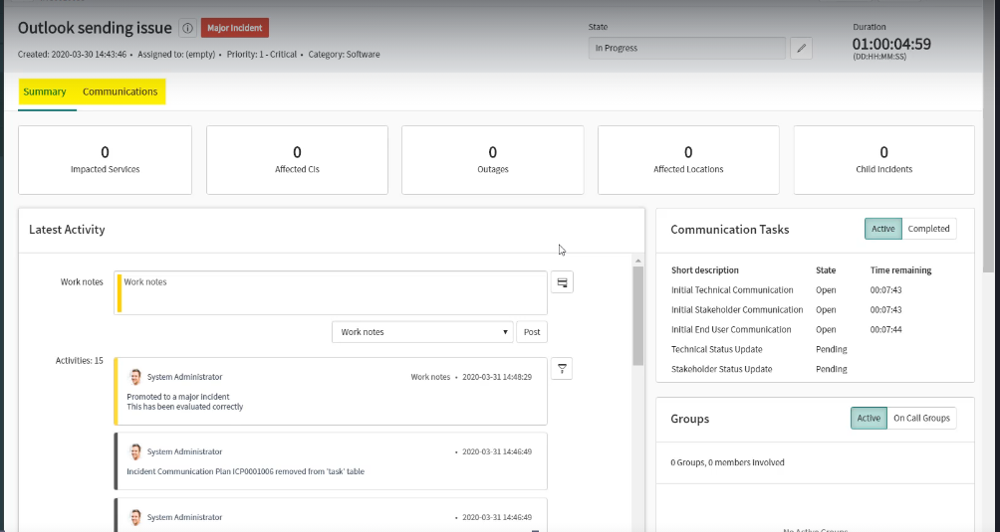 Outlook sending issue
Major Incident
Created: 2020-03-30 14:43:46 • Assigned to: (empty) • Priority: 1 - Critical • Category: Software
State
In Progress
Duration
01:00:04:59
(DD:HH:MM:SS)
Summary
Communications
0
Impacted Services
0
Affected CIs
0
Outages
0
Affected Locations
0
Child Incidents
Latest Activity
Work notes
Work notes
Work notes
Post
Activities: 15
System Administrator
Work notes • 2020-03-31 14:48:29
Promoted to a major incident
This has been evaluated correctly
System Administrator
• 2020-03-31 14:46:49
Incident Communication Plan ICP0001006 removed from 'task' table
System Administrator
• 2020-03-31 14:46:49
Communication Tasks
Active
Completed
Short description State Time remaining
Initial Technical Communication Open 00:07:43
Initial Stakeholder Communication Open 00:07:43
Initial End User Communication Open 00:07:44
Technical Status Update Pending
Stakeholder Status Update Pending
Groups
Active
On Call Groups
0 Groups, 0 members involved
No Active Groups